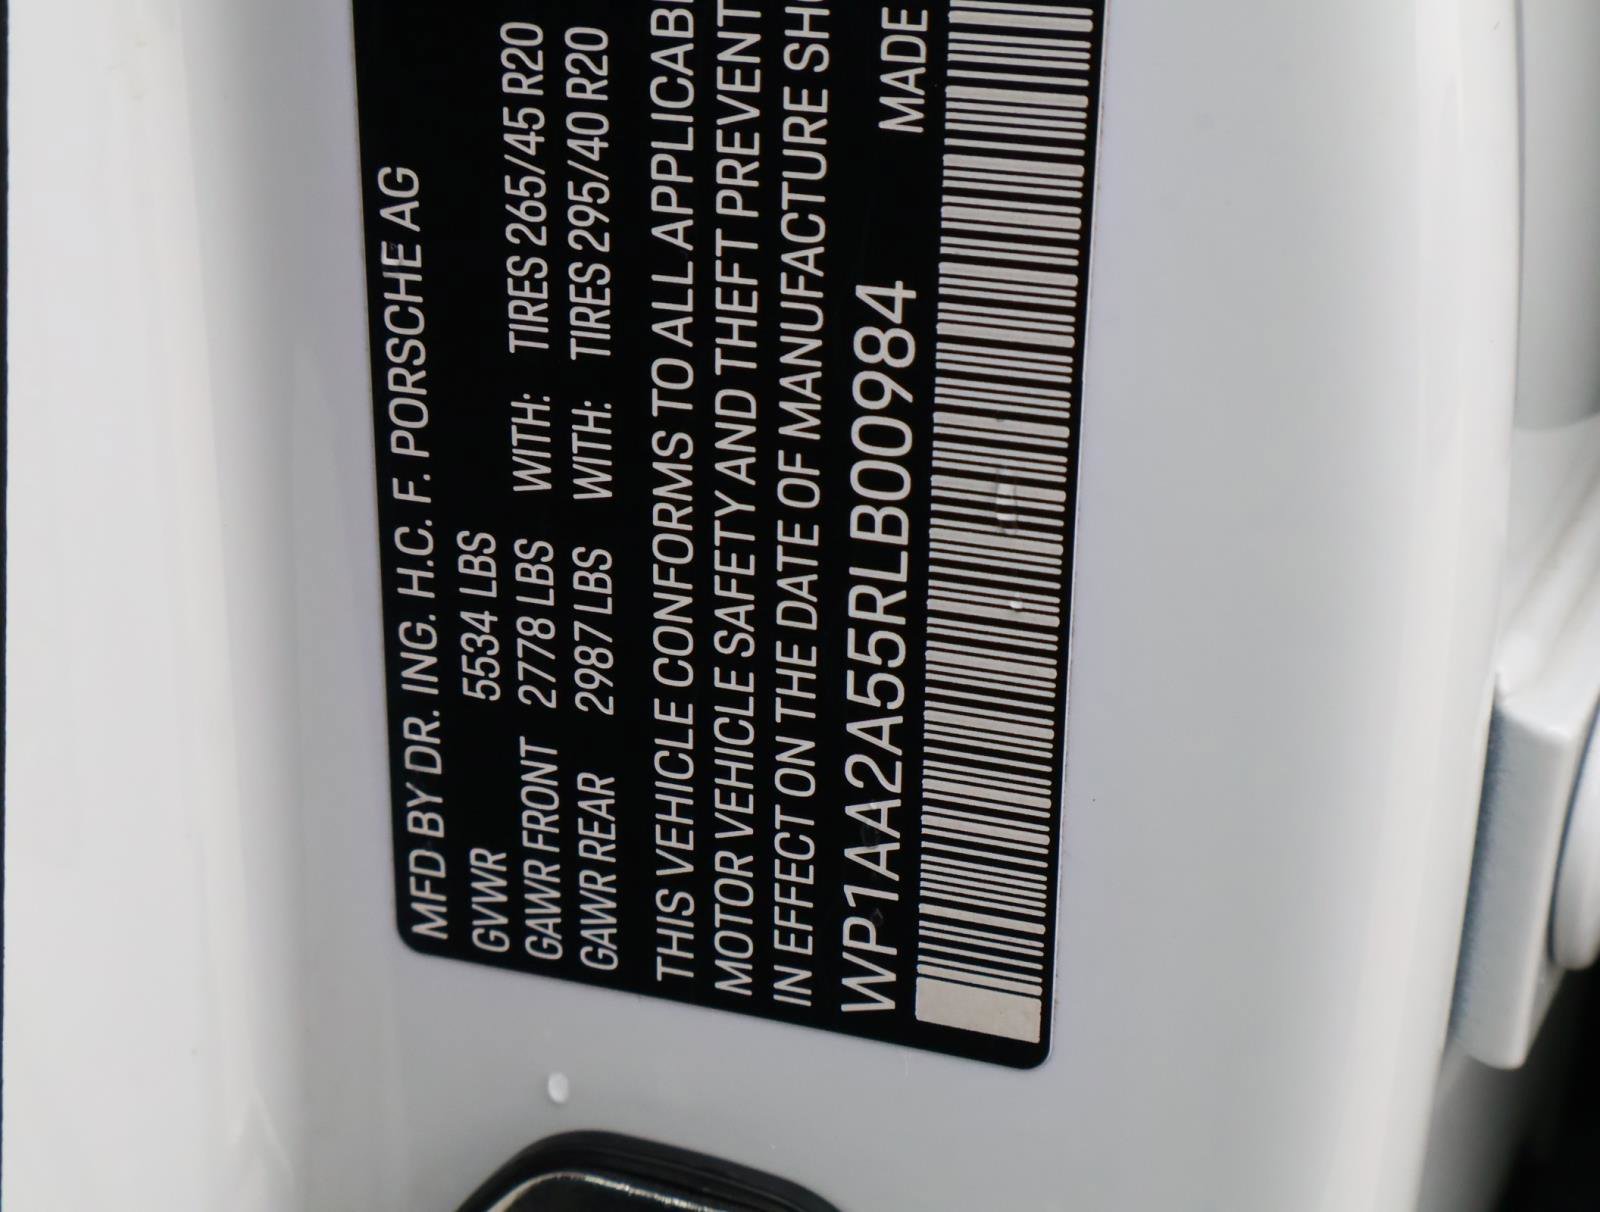 MFD BY DR. ING. H.C. F. PORSCHE AG
GVWR 5534 LBS
GAWR FRONT 2778 LBS WITH: TIRES 265/45 R20
GAWR REAR 2987 LBS WITH: TIRES 295/40 R20
THIS VEHICLE CONFORMS TO ALL APPLICABL
MOTOR VEHICLE SAFETY AND THEFT PREVENT
IN EFFECT ON THE DATE OF MANUFACTURE SHO
WP1AA2A55RLB00984 MADE